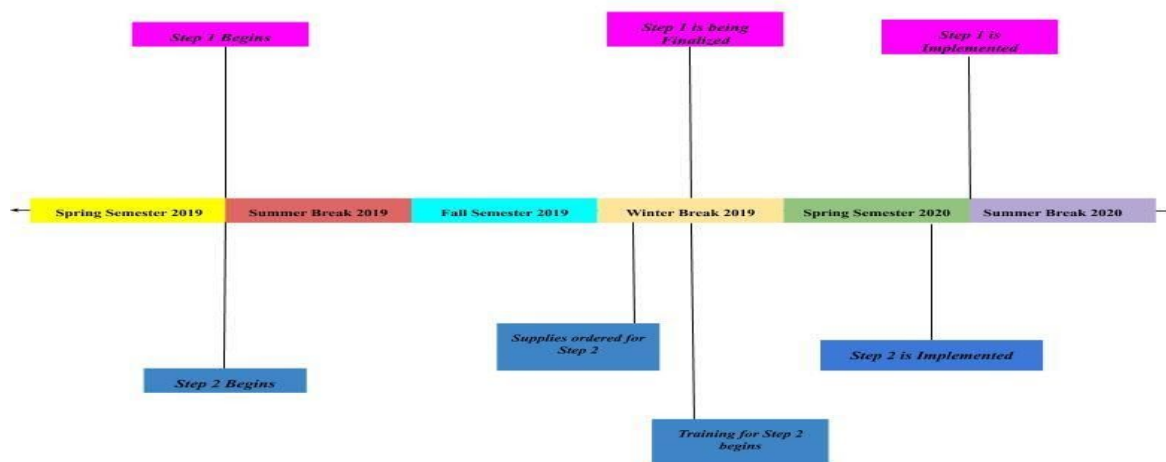 Step 1 Begins
Step 1 is being
Finalized
Step 1 is
Implemented
Spring Semester 2019
Summer Break 2019
Fall Semester 2019
Winter Break 2019
Spring Semester 2020
Summer Break 2020
Supplies ordered for
Step 2
Step 2 is Implemented
Step 2 Begins
Training for Step 2
begins